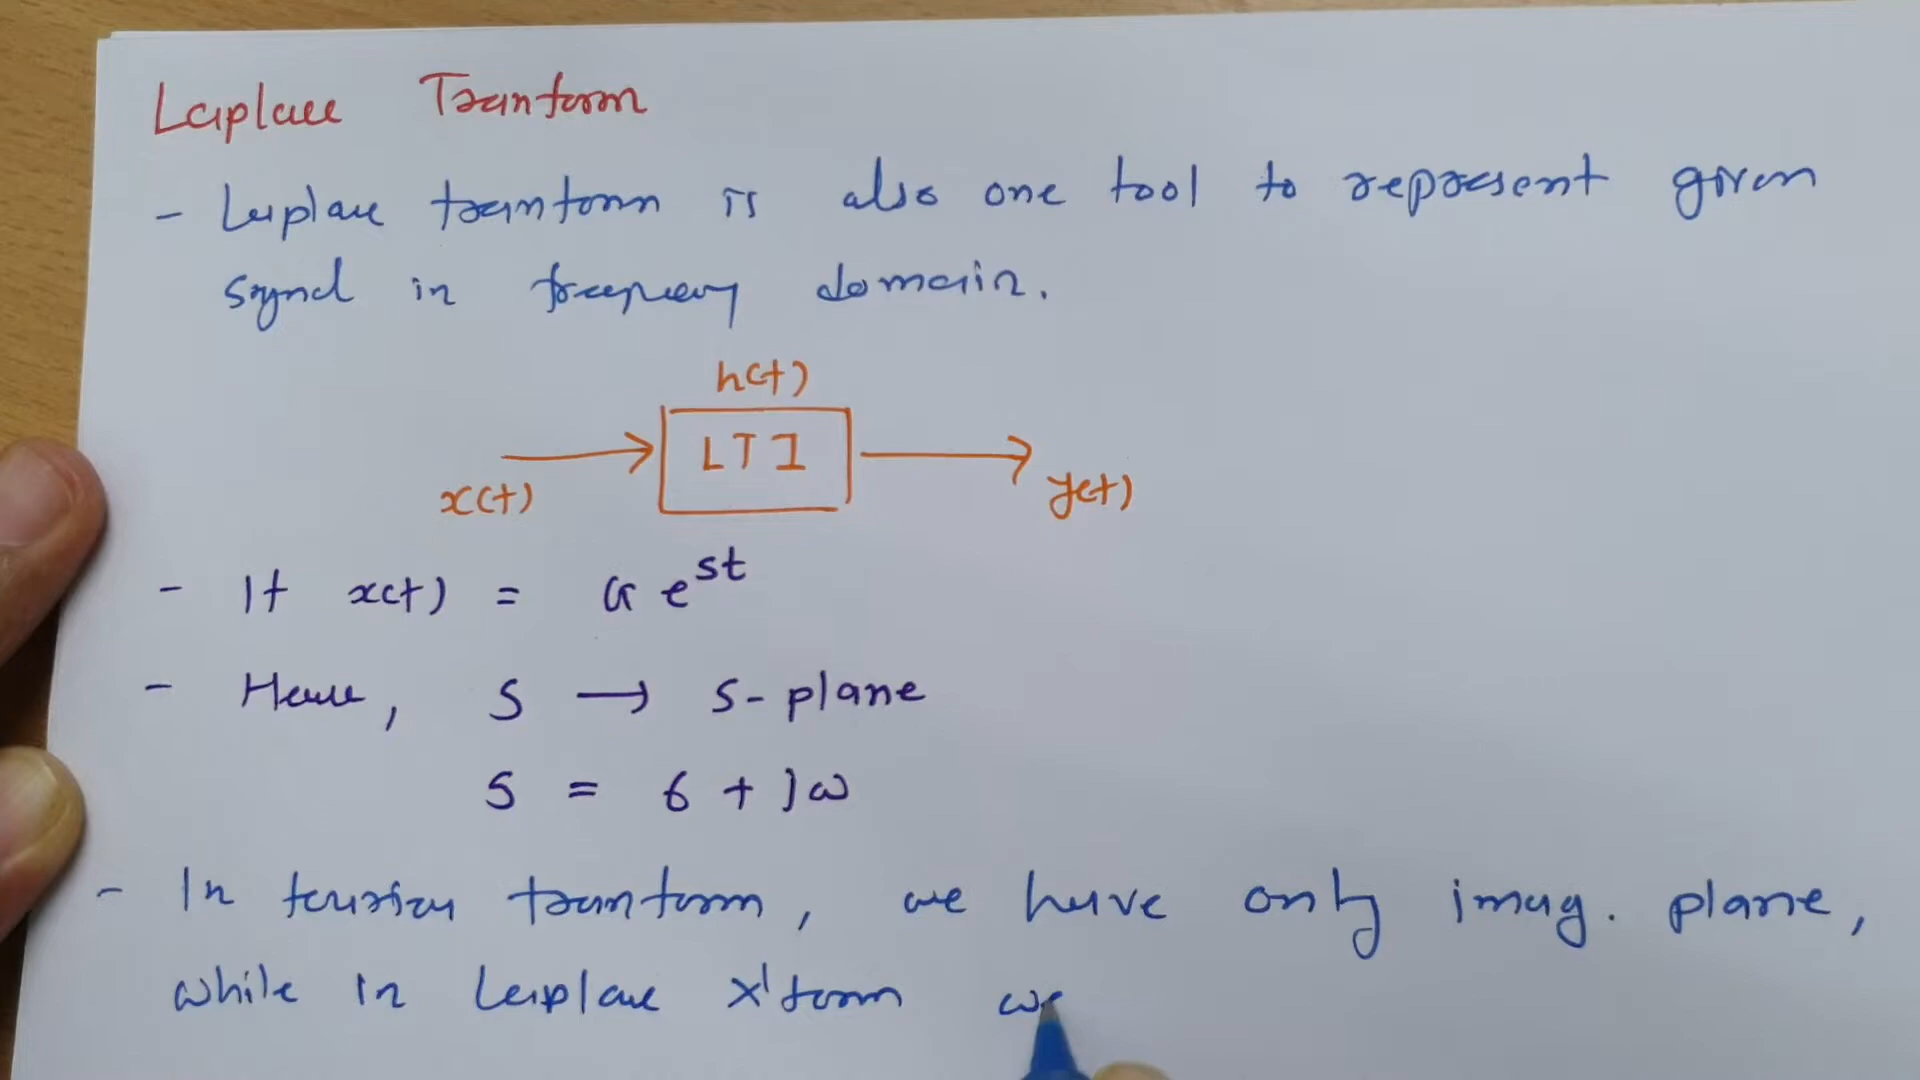 Laplace Transform
- Laplace transform is also one tool to represent given
signal in frequency domain.
h(t)
LTI
x(t)
y(t)
- If x(t) = G e^st
- Here, S → S-plane
S = σ + jω
- In fourier transform, we have only imag. plane,
while in Laplace x'form we